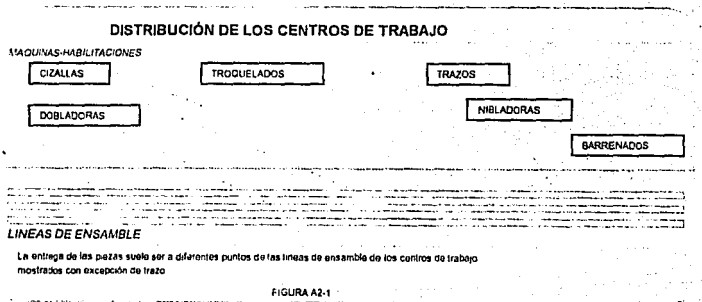 DISTRIBUCIÓN DE LOS CENTROS DE TRABAJO
MAQUINAS-HABILITACIONES
CIZALLAS TROQUELADOS TRAZOS
DOBLADORAS NIBLADORAS
BARRENADOS
LINEAS DE ENSAMBLE
La entrega de las piezas suele ser a diferentes puntos de las lineas de ensamble de los centros de trabajo
mostrados con excepción de trazo
FIGURA A2-1